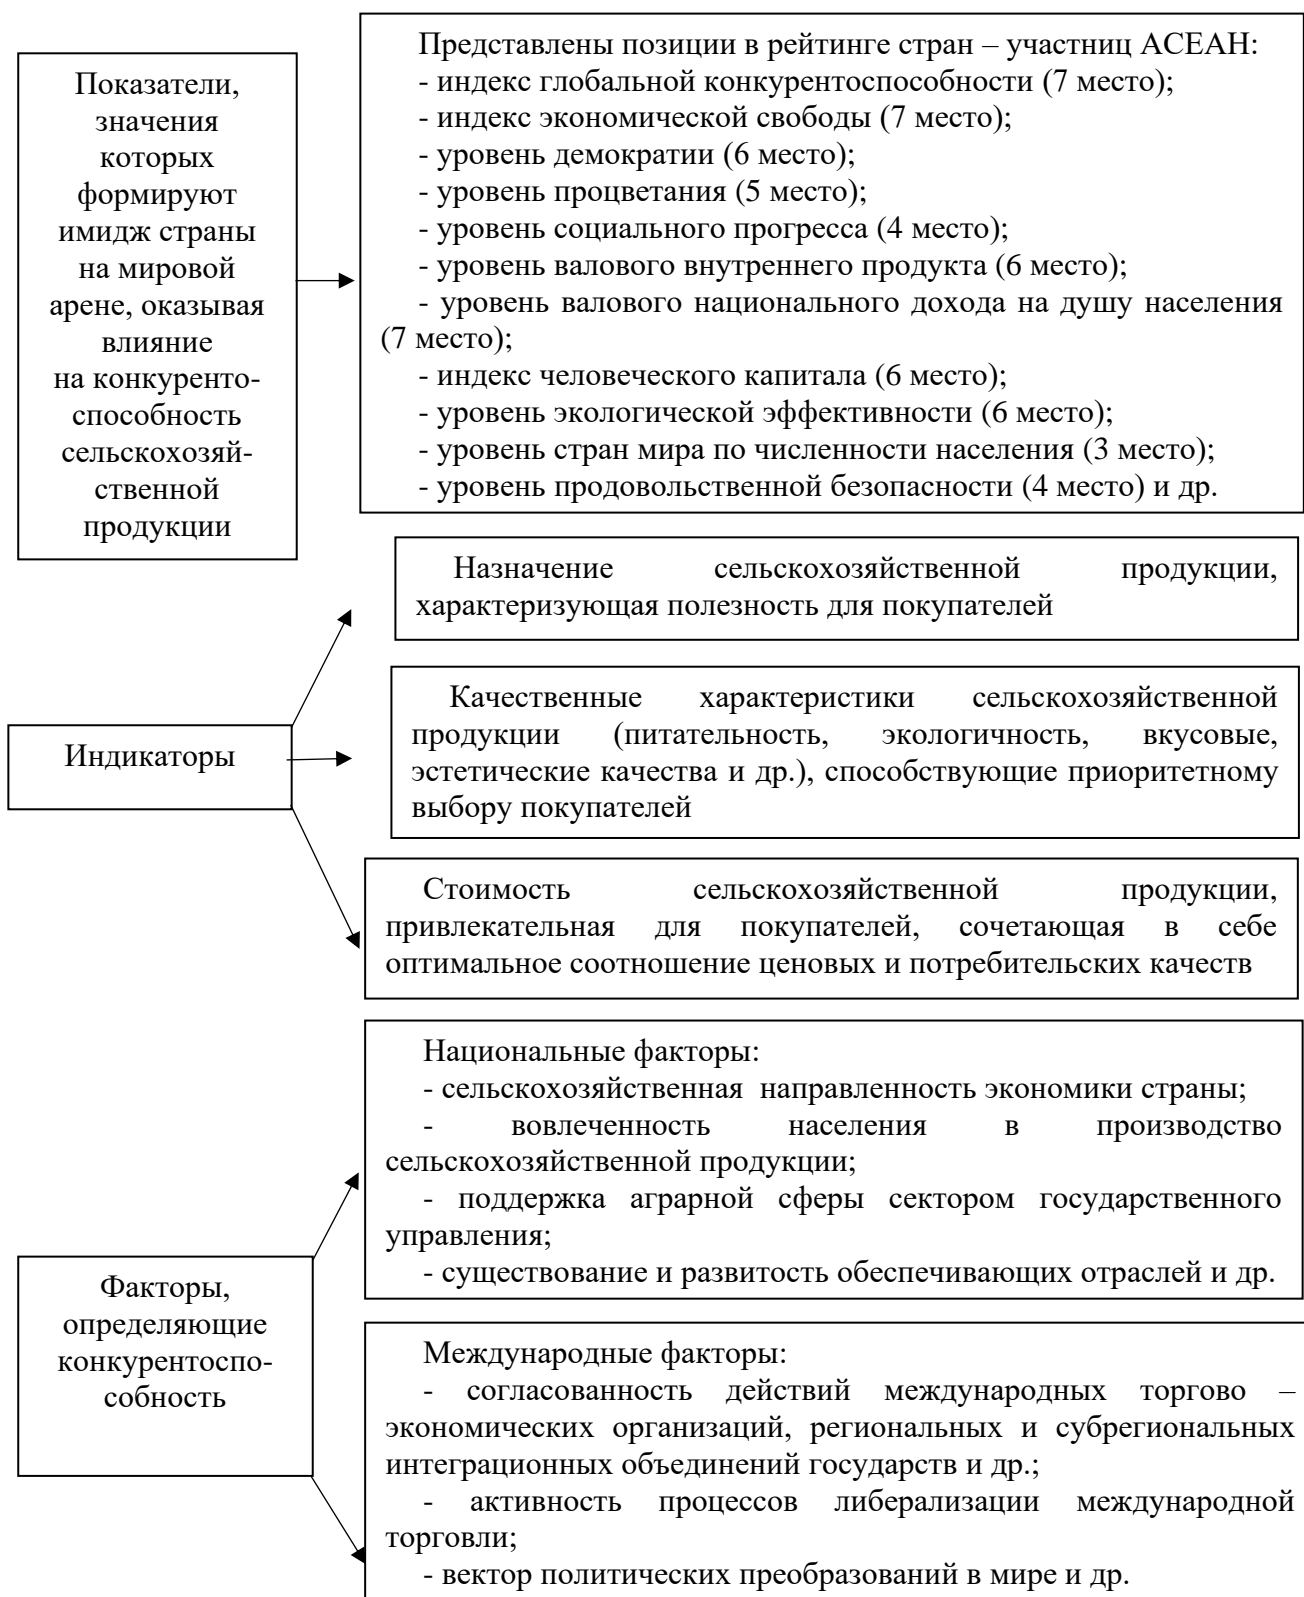 Показатели,
значения
которых
формируют
имидж страны
на мировой
арене, оказывая
влияние
на конкуренто-
способность
сельскохозяй-
ственной
продукции
Представлены позиции в рейтинге стран – участниц АСЕАН:
- индекс глобальной конкурентоспособности (7 место);
- индекс экономической свободы (7 место);
- уровень демократии (6 место);
- уровень процветания (5 место);
- уровень социального прогресса (4 место);
- уровень валового внутреннего продукта (6 место);
- уровень валового национального дохода на душу населения
(7 место);
- индекс человеческого капитала (6 место);
- уровень экологической эффективности (6 место);
- уровень стран мира по численности населения (3 место);
- уровень продовольственной безопасности (4 место) и др.
Индикаторы
Назначение сельскохозяйственной продукции,
характеризующая полезность для покупателей
Качественные характеристики сельскохозяйственной
продукции (питательность, экологичность, вкусовые,
эстетические качества и др.), способствующие приоритетному
выбору покупателей
Стоимость сельскохозяйственной продукции,
привлекательная для покупателей, сочетающая в себе
оптимальное соотношение ценовых и потребительских качеств
Факторы,
определяющие
конкурентоспо-
собность
Национальные факторы:
- сельскохозяйственная направленность экономики страны;
- вовлеченность населения в производство
сельскохозяйственной продукции;
- поддержка аграрной сферы сектором государственного
управления;
- существование и развитость обеспечивающих отраслей и др.
Международные факторы:
- согласованность действий международных торгово –
экономических организаций, региональных и субрегиональных
интеграционных объединений государств и др.;
- активность процессов либерализации международной
торговли;
- вектор политических преобразований в мире и др.